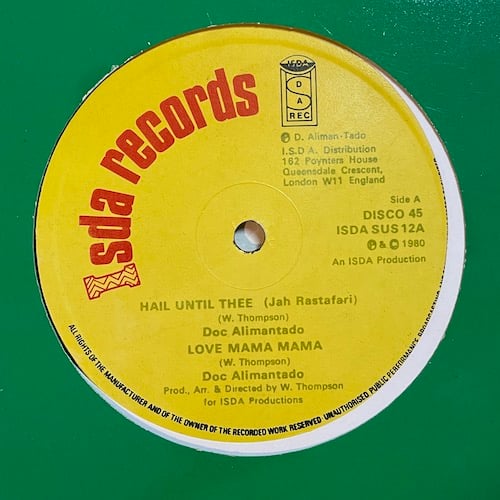 Isda records
ISDA
S
D
A
REC
℗ D. Aliman-Tado
I.S.D A. Distribution
162 Poynters House
Queensdale Crescent,
London W11 England
Side A
DISCO 45
ISDA SUS 12A
℗ & © 1980
An ISDA Production
HAIL UNTIL THEE (Jah Rastafari)
(W. Thompson)
Doc Alimantado
LOVE MAMA MAMA
(W. Thompson)
Doc Alimantado
Prod., Arr. & Directed by W. Thompson
for ISDA Productions
ALL RIGHTS OF THE MANUFACTURER AND OF THE OWNER OF THE RECORDED WORK RESERVED UNAUTHORISED PUBLIC PERFORMANCE BROADCASTING